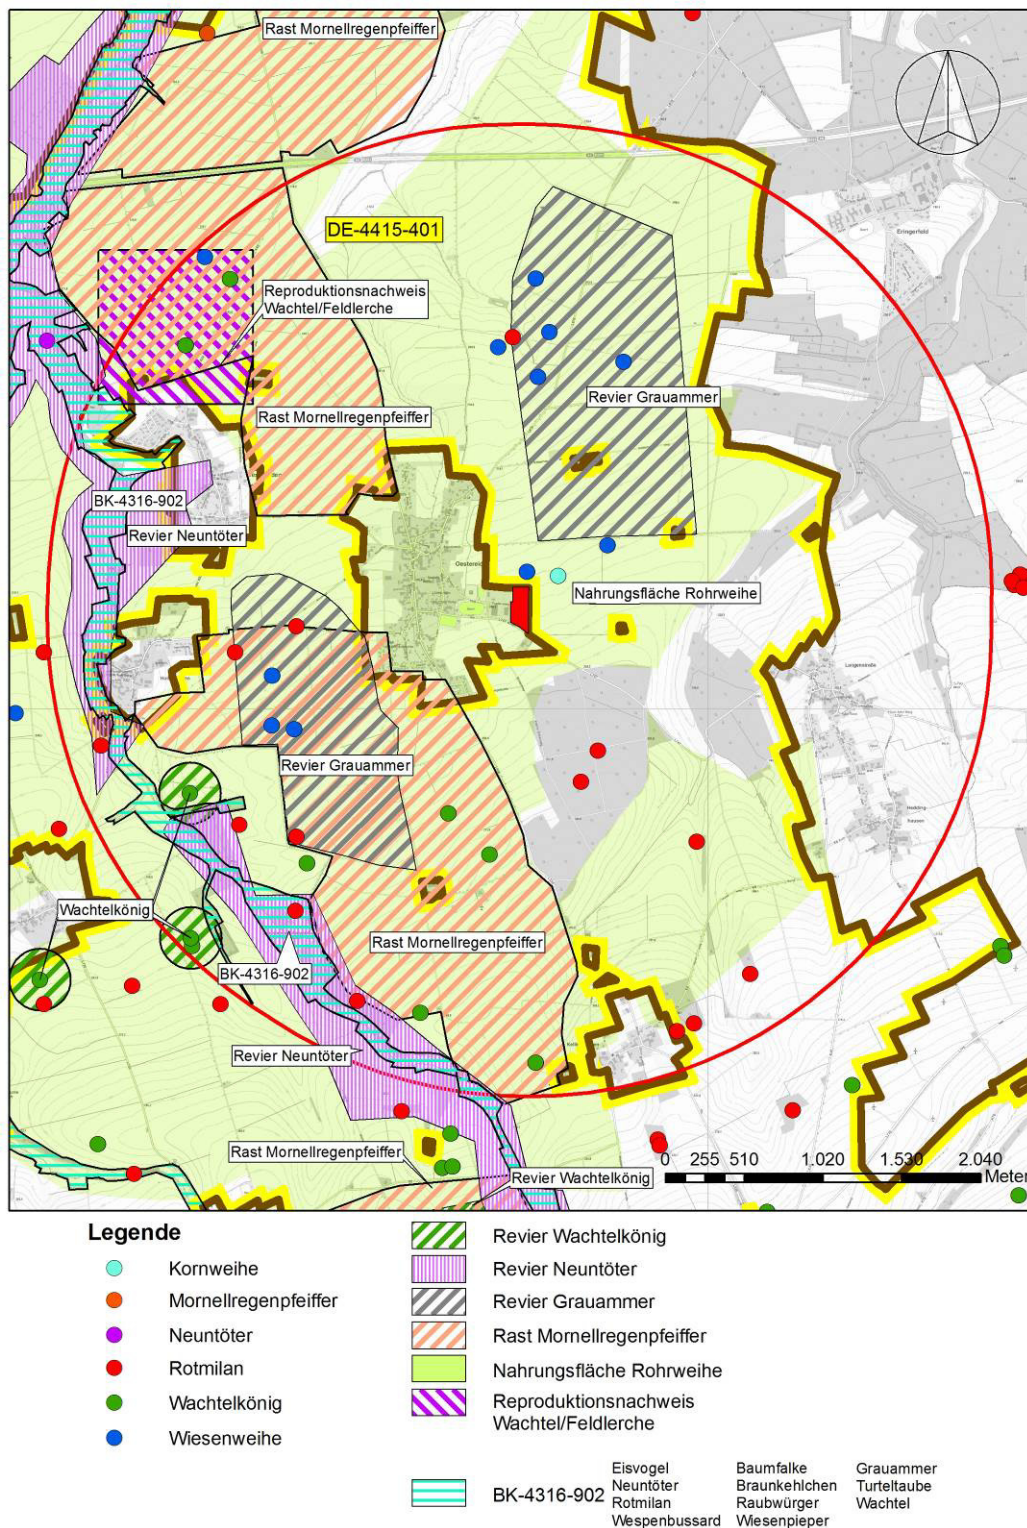 Rast Mornellregenpfeiffer
DE-4415-401
Eringerfeld
Reproduktionsnachweis
Wachtel/Feldlerche
Revier Grauammer
Rast Mornellregenpfeiffer
BK-4316-902
Revier Neuntöter
Nahrungsfläche Rohrweihe
Langenstraße
Revier Grauammer
Wachtelkönig
Rast Mornellregenpfeiffer
BK-4316-902
Revier Neuntöter
Rast Mornellregenpfeiffer
Revier Wachtelkönig
0 255 510 1.020 1.530 2.040
Meter
Legende
Kornweihe
Mornellregenpfeiffer
Neuntöter
Rotmilan
Wachtelkönig
Wiesenweihe
Revier Wachtelkönig
Revier Neuntöter
Revier Grauammer
Rast Mornellregenpfeiffer
Nahrungsfläche Rohrweihe
Reproduktionsnachweis
Wachtel/Feldlerche
BK-4316-902
Eisvogel
Neuntöter
Rotmilan
Wespenbussard
Baumfalke
Braunkehlchen
Raubwürger
Wiesenpieper
Grauammer
Turteltaube
Wachtel